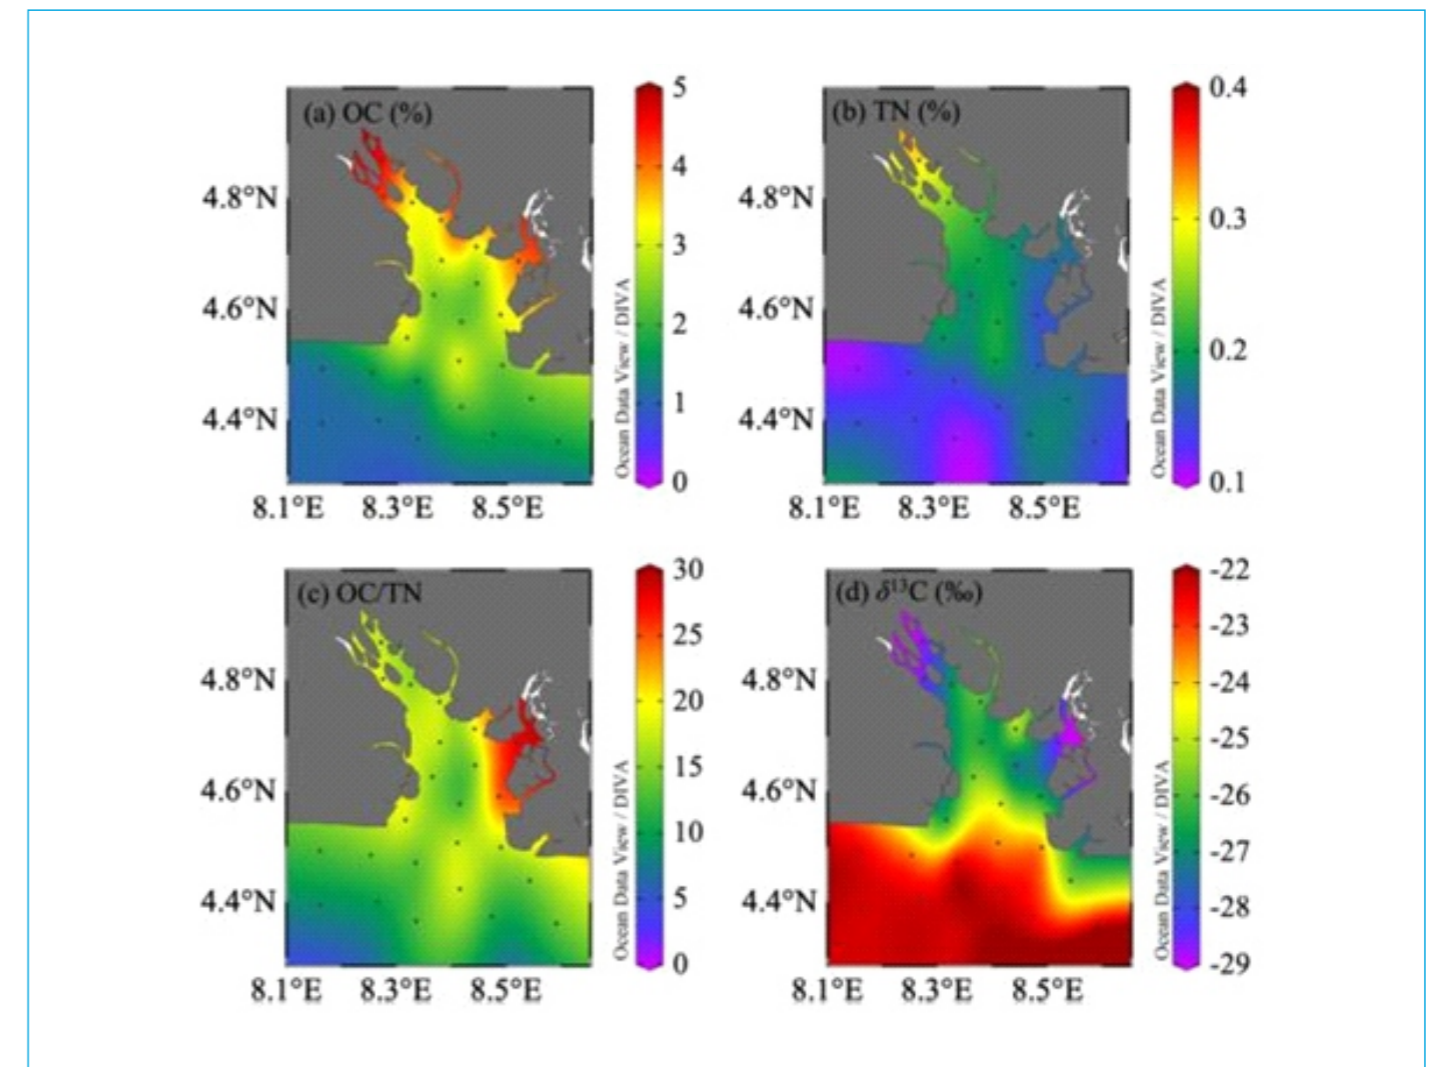 (a) OC (%)
5
4
3
2
1
0
4.8°N
4.6°N
4.4°N
8.1°E 8.3°E 8.5°E
Ocean Data View / DIVA
(b) TN (%)
0.4
0.3
0.2
0.1
4.8°N
4.6°N
4.4°N
8.1°E 8.3°E 8.5°E
Ocean Data View / DIVA
(c) OC/TN
30
25
20
15
10
5
0
4.8°N
4.6°N
4.4°N
8.1°E 8.3°E 8.5°E
Ocean Data View / DIVA
(d) δ¹³C (‰)
-22
-23
-24
-25
-26
-27
-28
-29
4.8°N
4.6°N
4.4°N
8.1°E 8.3°E 8.5°E
Ocean Data View / DIVA